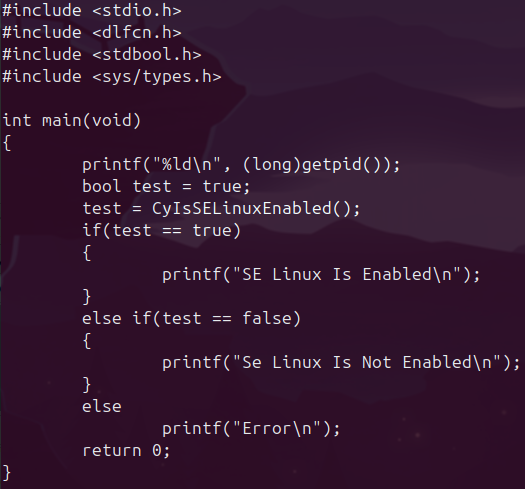 #include <stdio.h>
#include <dlfcn.h>
#include <stdbool.h>
#include <sys/types.h>

int main(void)
{
        printf("%ld\n", (long)getpid());
        bool test = true;
        test = CyIsSELinuxEnabled();
        if(test == true)
        {
                printf("SE Linux Is Enabled\n");
        }
        else if(test == false)
        {
                printf("Se Linux Is Not Enabled\n");
        }
        else
                printf("Error\n");
        return 0;
}